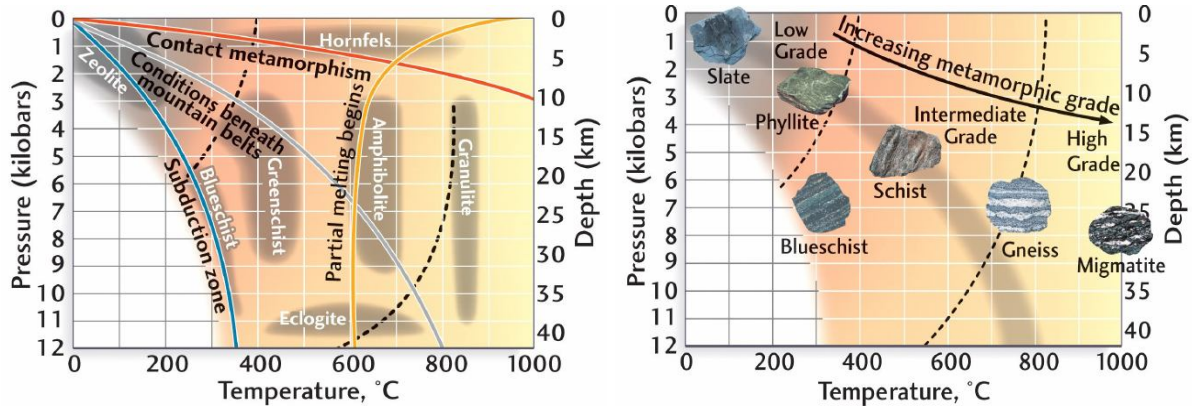 0
1
2
3
4
5
6
7
8
9
10
11
12
Pressure (kilobars)
0
200
400
600
800
1000
Temperature, ˚C
0
5
10
15
20
25
30
35
40
Depth (km)
Zeolite
Contact metamorphism
Hornfels
Conditions beneath
mountain belts
Subduction zone
Blueschist
Greenschist
Partial melting begins
Amphibolite
Granulite
Eclogite
0
1
2
3
4
5
6
7
8
9
10
11
12
Pressure (kilobars)
0
200
400
600
800
1000
Temperature, ˚C
0
5
10
15
20
25
30
35
40
Depth (km)
Slate
Low
Grade
Increasing metamorphic grade
Phyllite
Intermediate
Grade
High
Grade
Schist
Blueschist
Gneiss
Migmatite